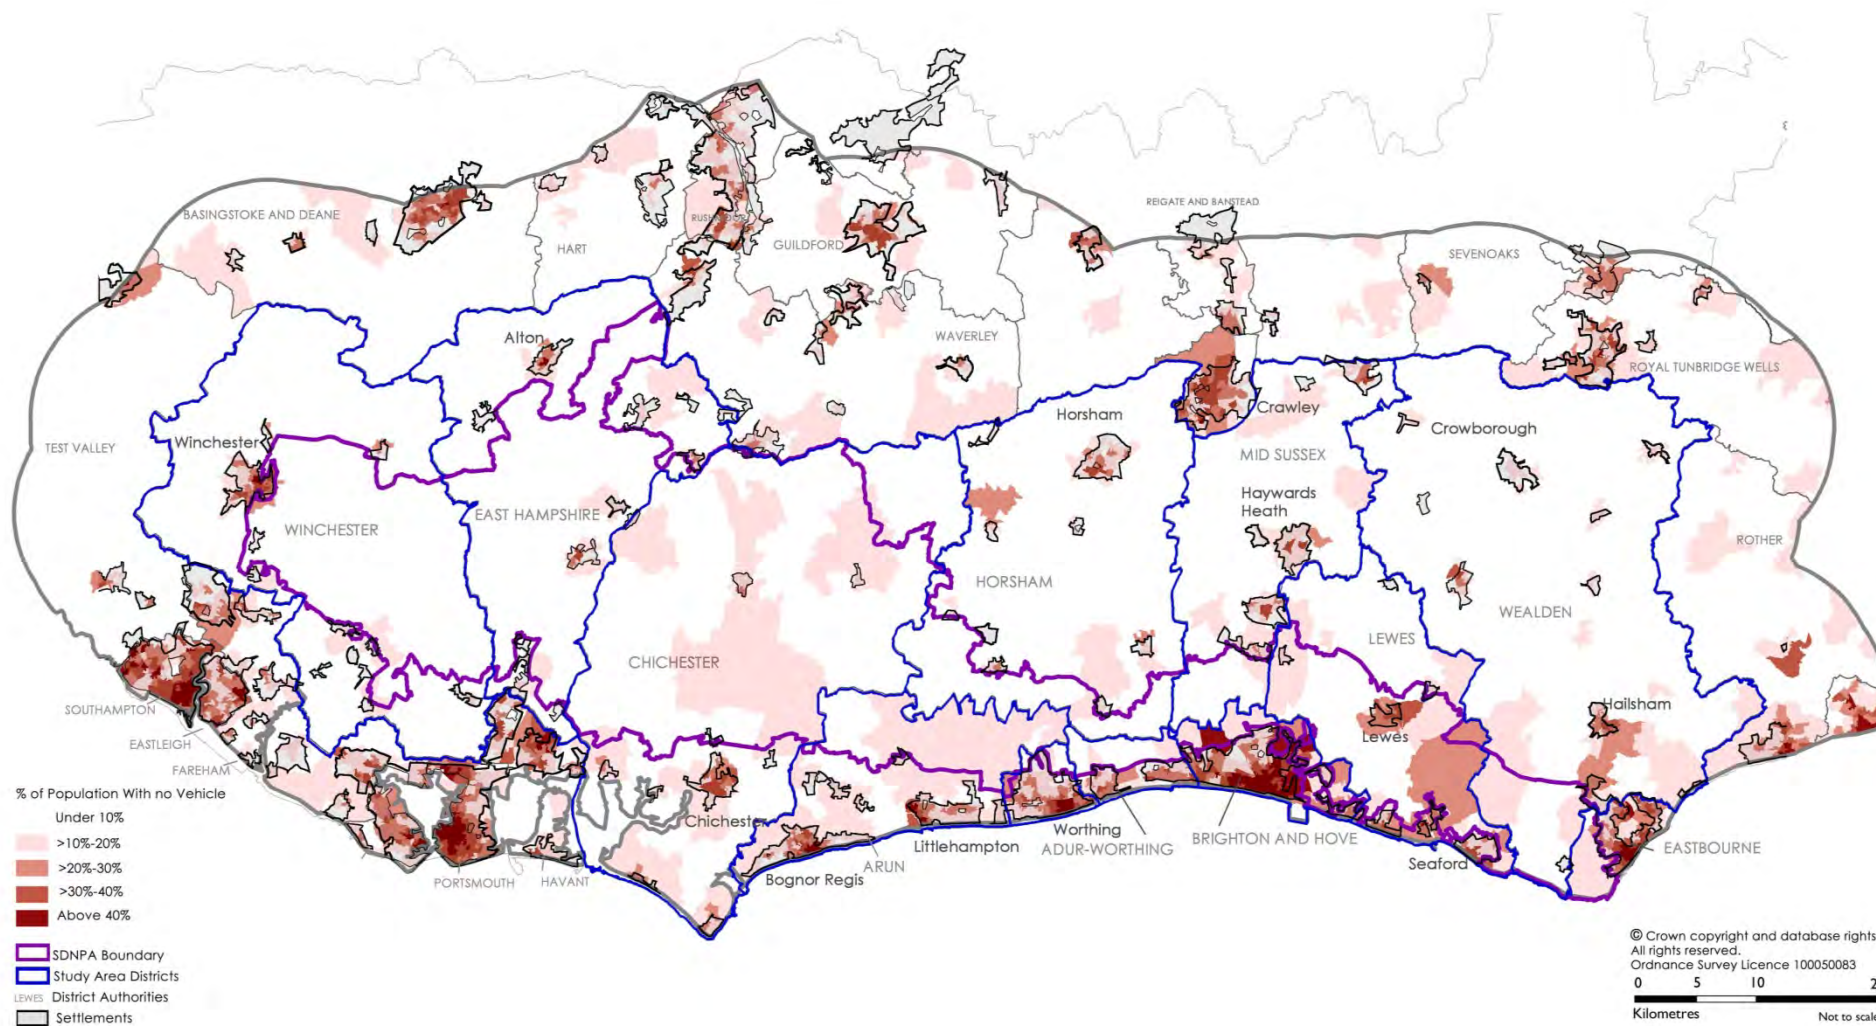 REIGATE AND BANSTEAD
BASINGSTOKE AND DEANE
RUSHMOOR
HART
GUILDFORD
SEVENOAKS
Alton
WAVERLEY
ROYAL TUNBRIDGE WELLS
Horsham
Crawley
Crowborough
TEST VALLEY
Winchester
MID SUSSEX
Haywards
Heath
EAST HAMPSHIRE
WINCHESTER
ROTHER
HORSHAM
WEALDEN
LEWES
CHICHESTER
SOUTHAMPTON
Hailsham
EASTLEIGH
Lewes
FAREHAM
Chichester
Worthing
BRIGHTON AND HOVE
Littlehampton
ADUR-WORTHING
EASTBOURNE
Seaford
ARUN
Bognor Regis
PORTSMOUTH
HAVANT
% of Population With no Vehicle
Under 10%
>10%-20%
>20%-30%
>30%-40%
Above 40%
SDNPA Boundary
Study Area Districts
LEWES District Authorities
Settlements
© Crown copyright and database rights
All rights reserved.
Ordnance Survey Licence 100050083
0 5 10 2
Kilometres
Not to scale